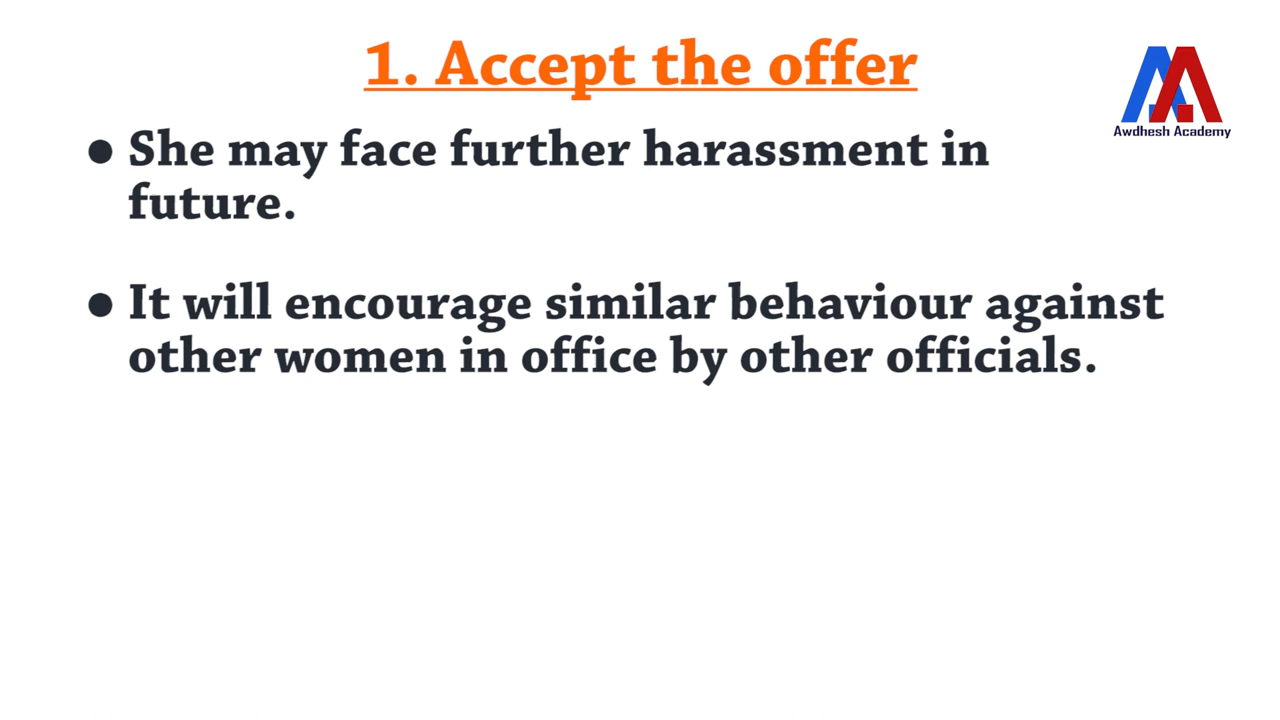 1. Accept the offer
Awdhesh Academy
● She may face further harassment in
future.
● It will encourage similar behaviour against
other women in office by other officials.